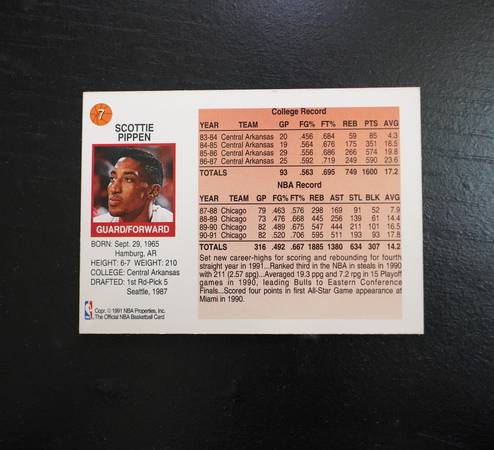 7
SCOTTIE
PIPPEN
GUARD/FORWARD
BORN: Sept. 29, 1965
Hamburg, AR
HEIGHT: 6-7 WEIGHT: 210
COLLEGE: Central Arkansas
DRAFTED: 1st Rd-Pick 5
Seattle, 1987
Copr. © 1991 NBA Properties, Inc.
The Official NBA Basketball Card
College Record
YEAR TEAM GP FG% FT% REB PTS AVG
83-84 Central Arkansas 20 .456 .684 59 85 4.3
84-85 Central Arkansas 19 .564 .676 175 351 18.5
85-86 Central Arkansas 29 .556 .686 266 574 19.8
86-87 Central Arkansas 25 .592 .719 249 590 23.6
TOTALS 93 .563 .695 749 1600 17.2
NBA Record
YEAR TEAM GP FG% FT% REB AST STL BLK AVG
87-88 Chicago 79 .463 .576 298 169 91 52 7.9
88-89 Chicago 73 .476 .668 445 256 139 61 14.4
89-90 Chicago 82 .489 .675 547 444 211 101 16.5
90-91 Chicago 82 .520 .706 595 511 193 93 17.8
TOTALS 316 .492 .667 1885 1380 634 307 14.2
Set new career-highs for scoring and rebounding for fourth
straight year in 1991...Ranked third in the NBA in steals in 1990
with 211 (2.57 spg)...Averaged 19.3 ppg and 7.2 rpg in 15 Playoff
games in 1990, leading Bulls to Eastern Conference
Finals...Scored four points in first All-Star Game appearance at
Miami in 1990.